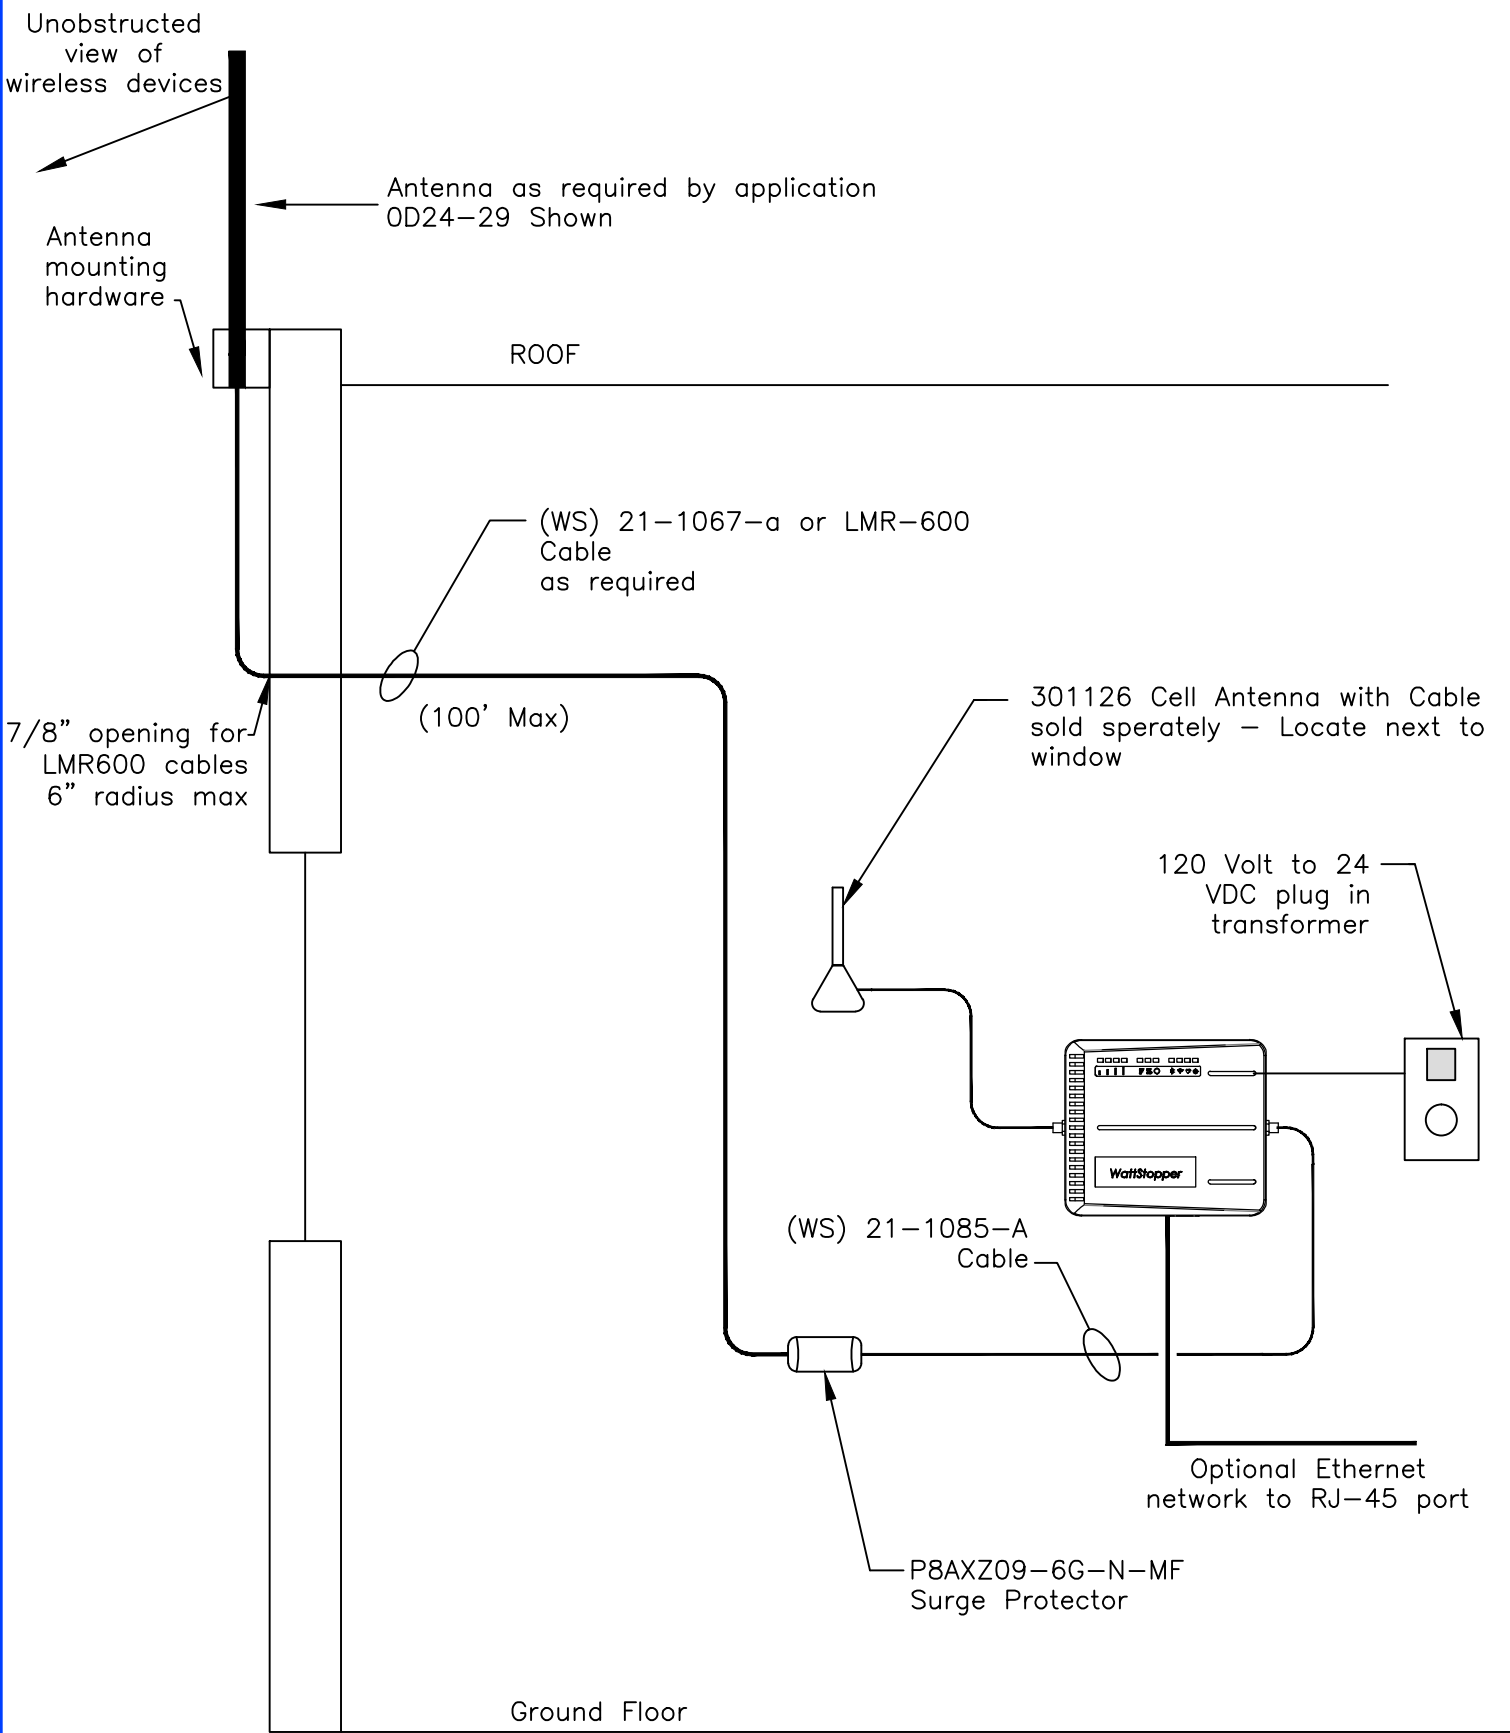 Unobstructed
view of
wireless devices
Antenna as required by application
OD24-29 Shown
Antenna
mounting
hardware
ROOF
(WS) 21-1067-a or LMR-600
Cable
as required
(100' Max)
7/8" opening for
LMR600 cables
6" radius max
301126 Cell Antenna with Cable
sold sperately - Locate next to
window
120 Volt to 24
VDC plug in
transformer
WattStopper
(WS) 21-1085-A
Cable
Optional Ethernet
network to RJ-45 port
P8AXZ09-6G-N-MF
Surge Protector
Ground Floor